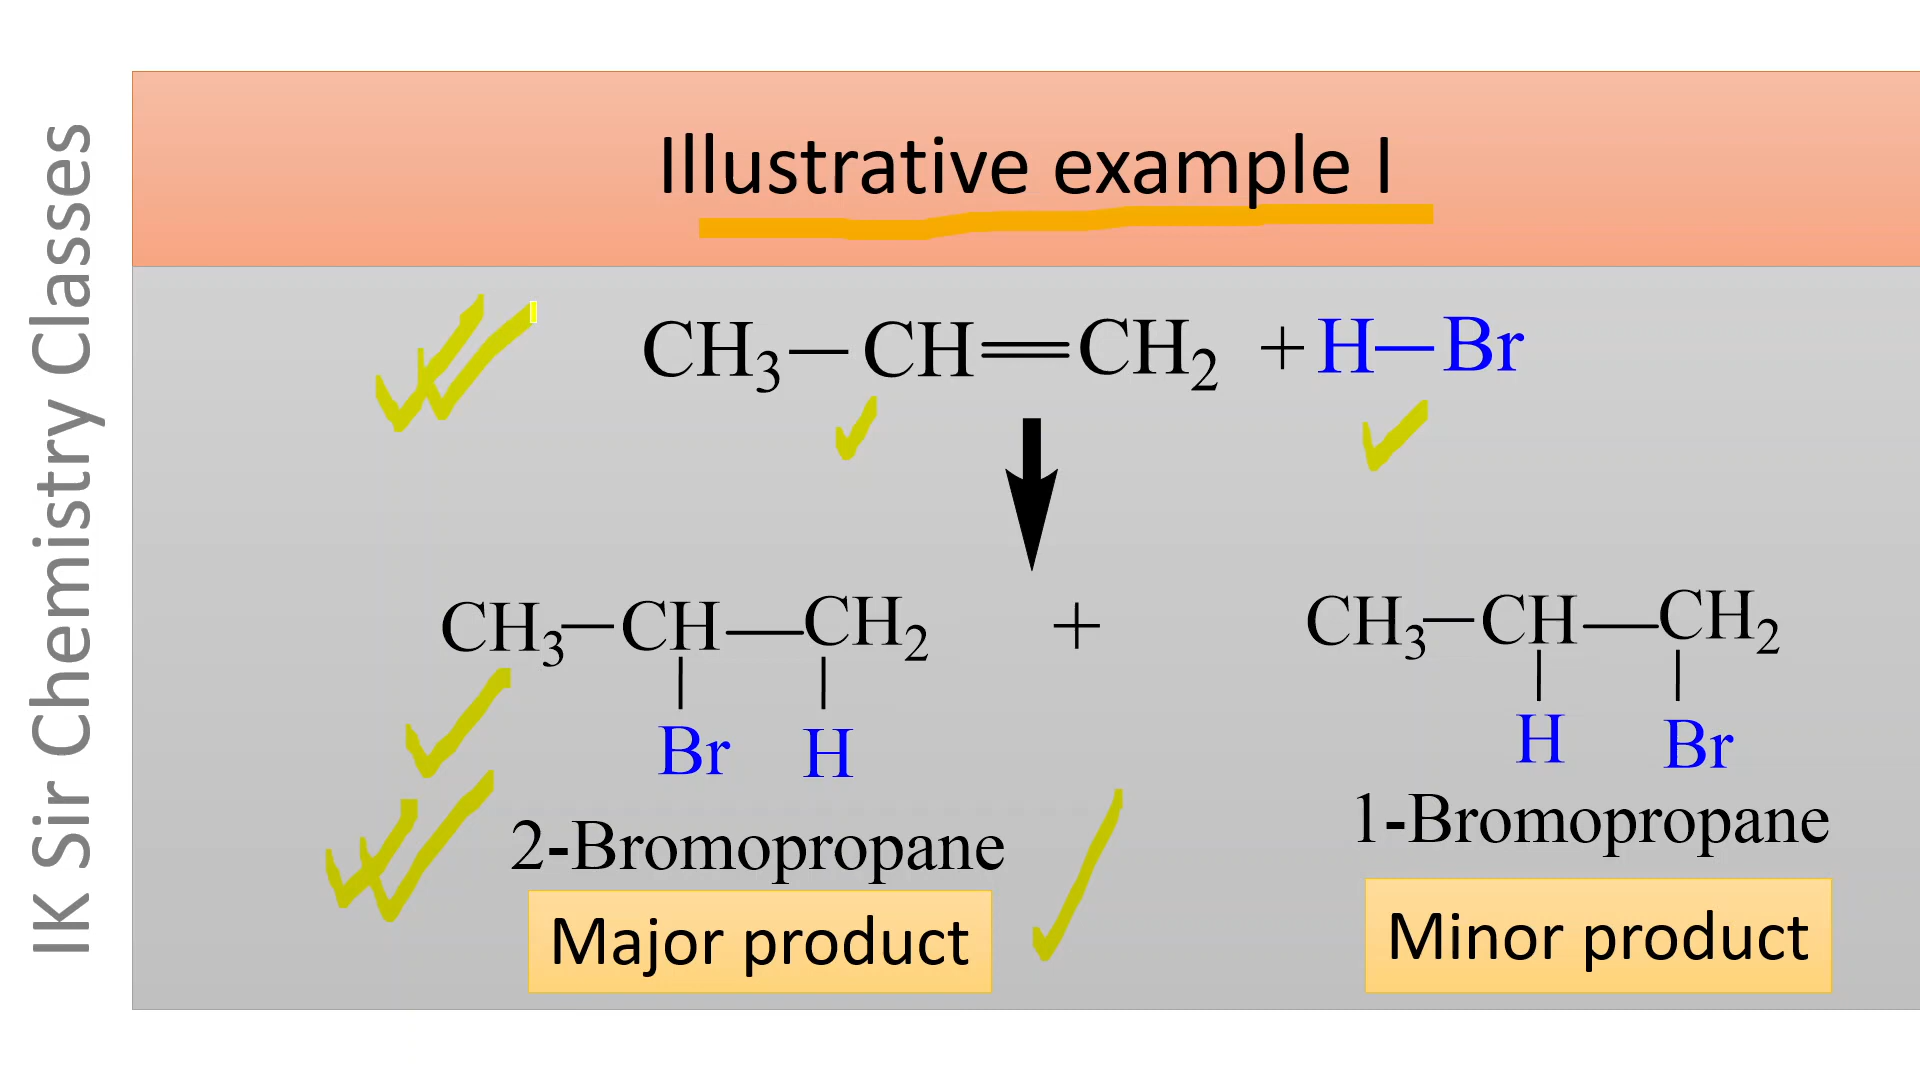 IK Sir Chemistry Classes
Illustrative example I
CH₃—CH=CH₂ + H—Br
CH₃—CH—CH₂ + CH₃—CH—CH₂
Br H H Br
2-Bromopropane 1-Bromopropane
Major product Minor product